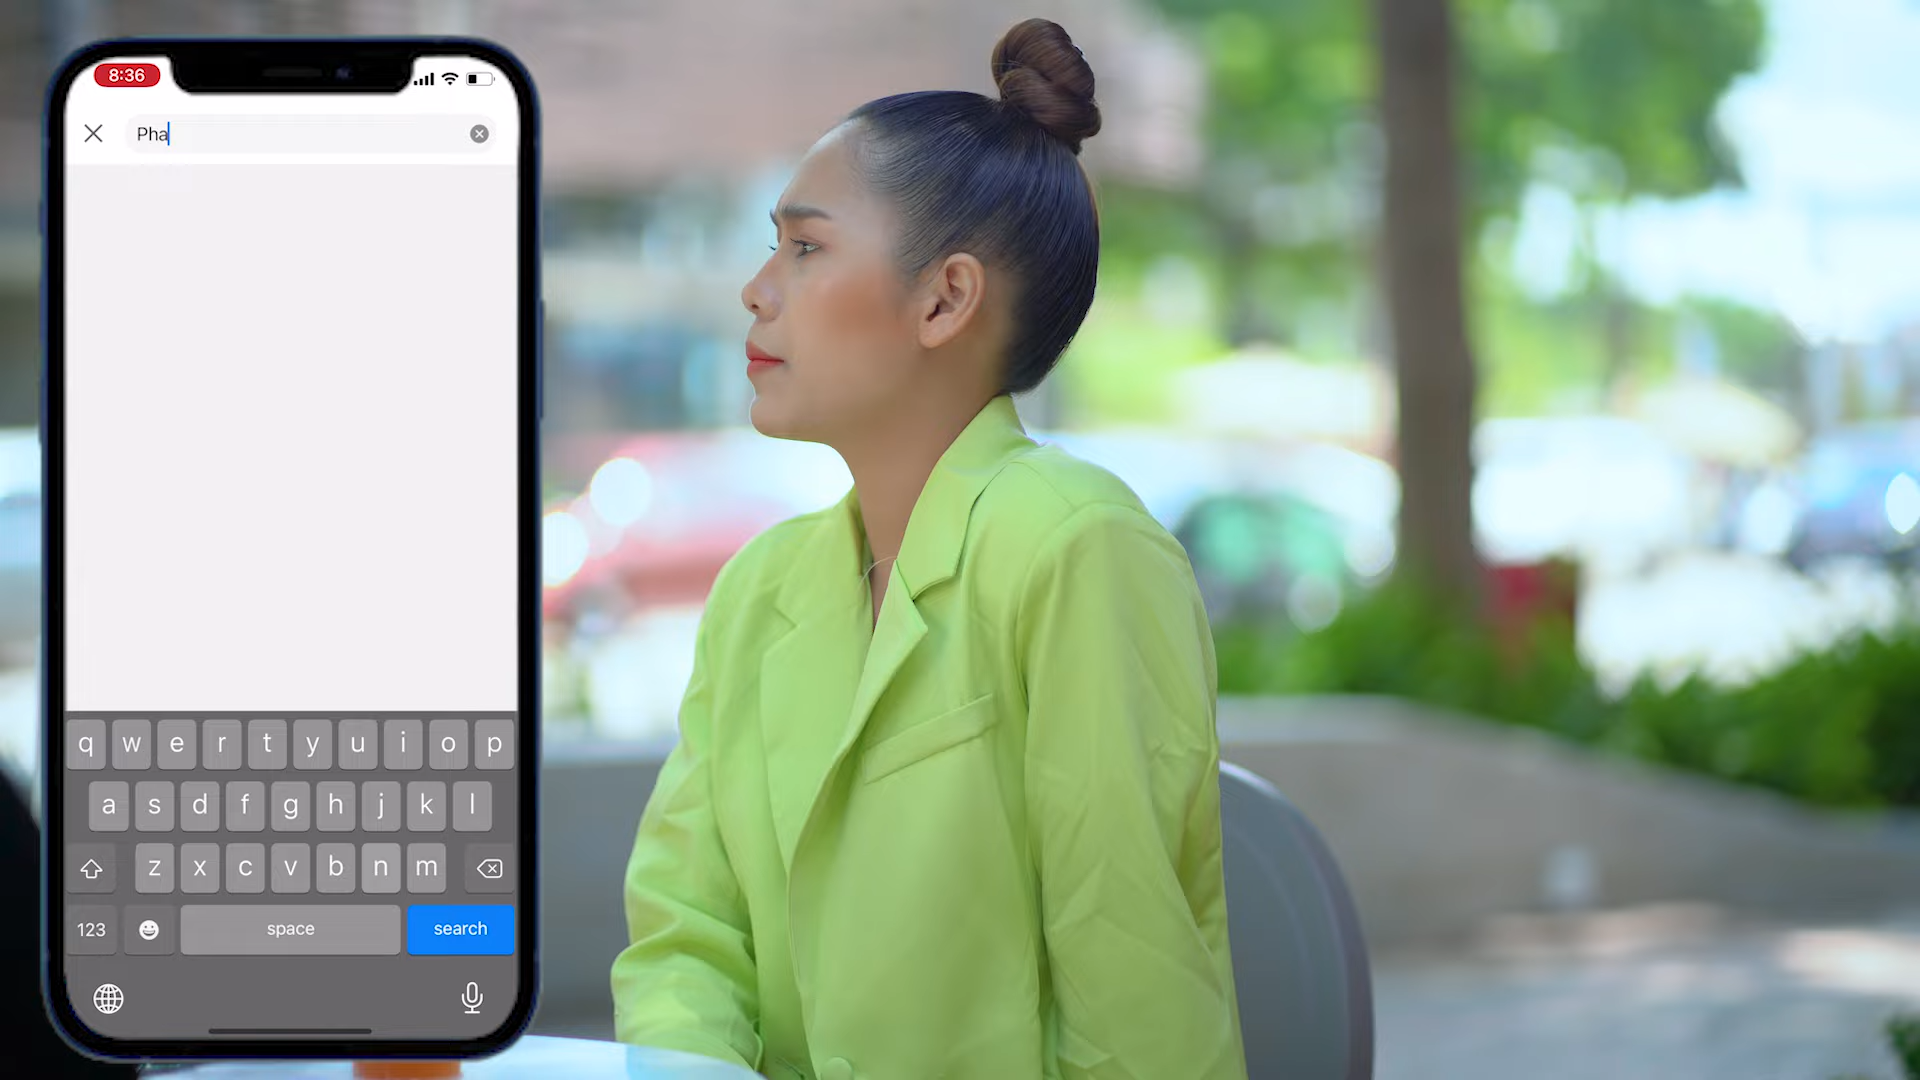 8:36
Pha
q w e r t y u i o p
a s d f g h j k l
z x c v b n m
123 space search